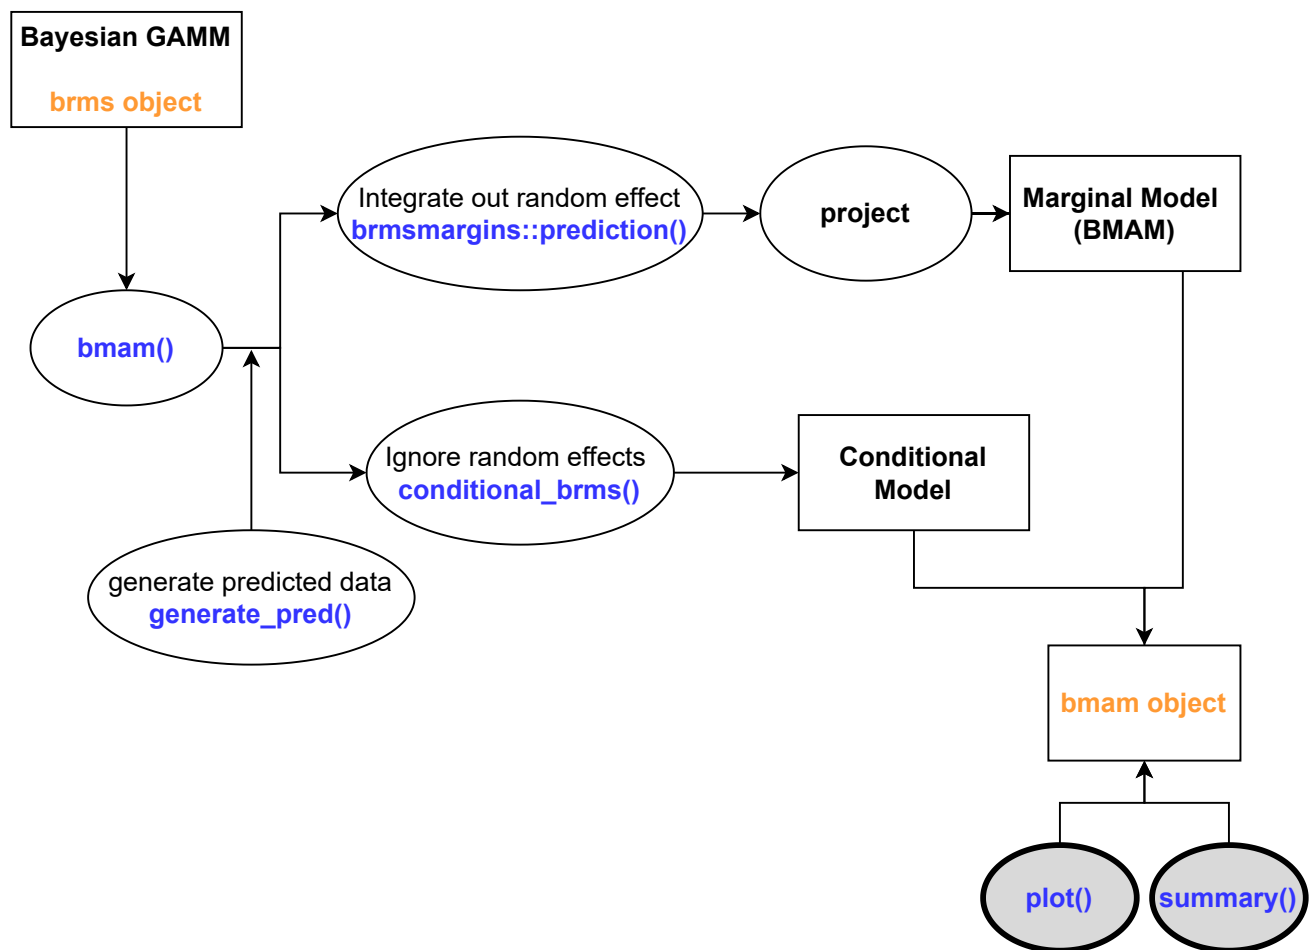 Bayesian GAMM
brms object
Integrate out random effect
brmsmargins::prediction()
project
Marginal Model
(BMAM)
bmam()
Ignore random effects
conditional_brms()
Conditional
Model
generate predicted data
generate_pred()
bmam object
plot()
summary()